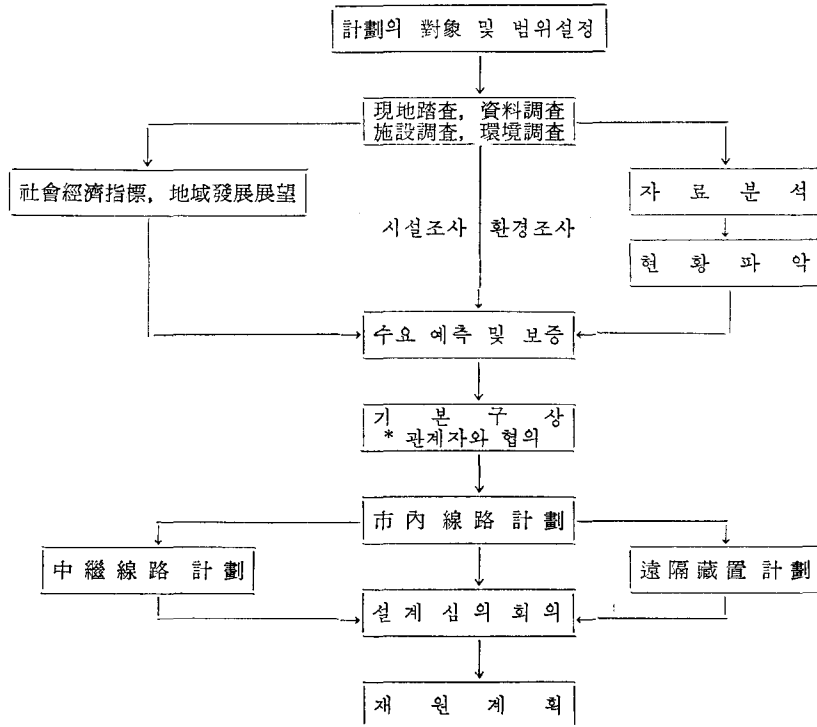 計劃의 對象 및 범위설정
現地踏査, 資料調査
施設調査, 環境調査
社會經濟指標, 地域發展展望
자 료 분 석
시설조사 환경조사
현 황 파 악
수요 예측 및 보증
기 본 구 상
* 관계자와 협의
市 內 線 路 計 劃
中 繼 線 路 計 劃
遠 隔 藏 置 計 劃
설 계 심 의 회 의
재 원 계 획